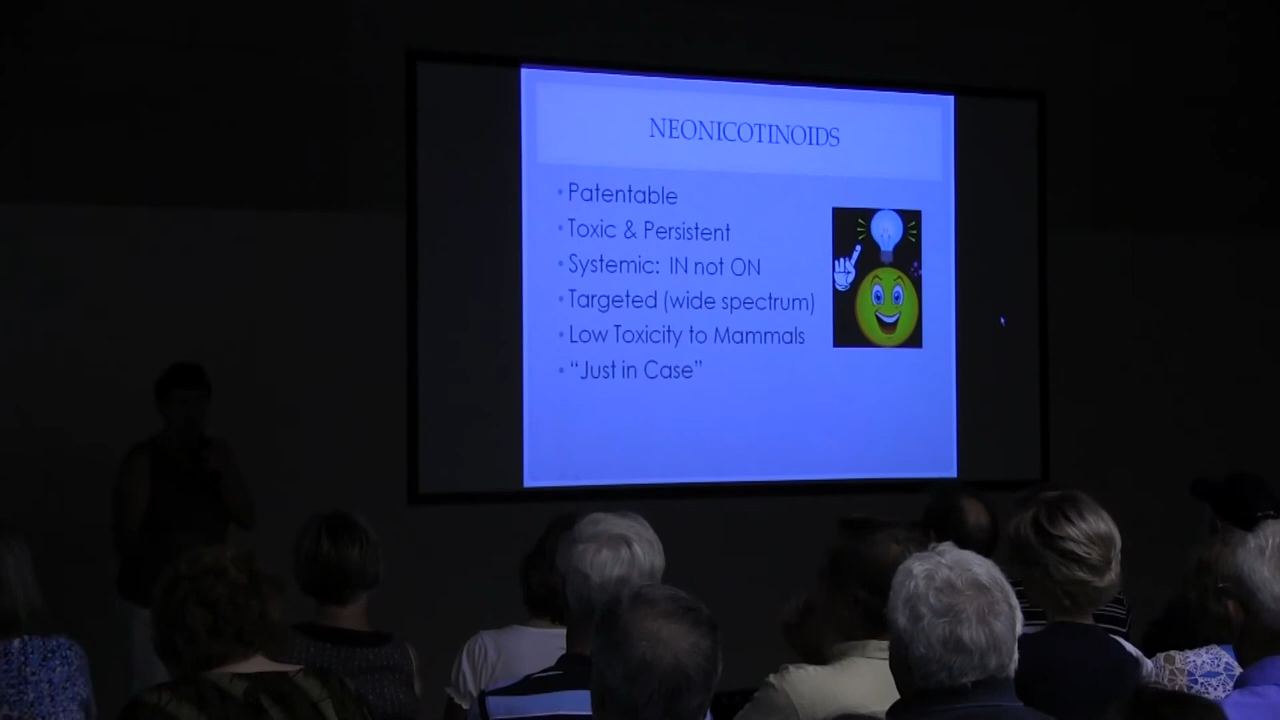 NEONICOTINOIDS
• Patentable
• Toxic & Persistent
• Systemic: IN not ON
• Targeted (wide spectrum)
• Low Toxicity to Mammals
• “Just in Case”